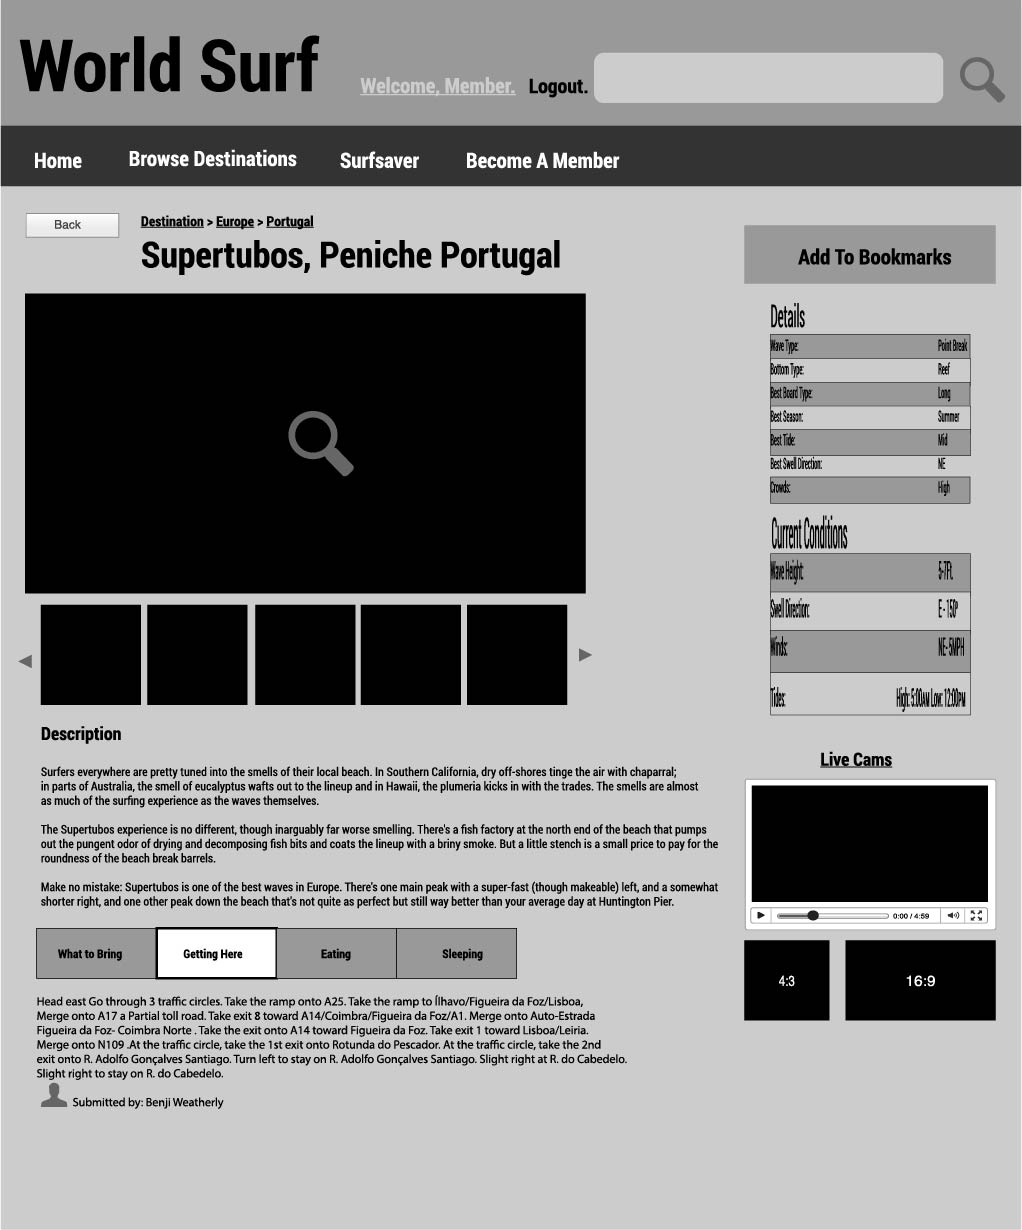 World Surf
Welcome, Member. Logout.
Home Browse Destinations Surfsaver Become A Member
Back
Destination > Europe > Portugal
Supertubos, Peniche Portugal
Description
Surfers everywhere are pretty tuned into the smells of their local beach. In Southern California, dry off-shores tinge the air with chaparral;
in parts of Australia, the smell of eucalyptus wafts out to the lineup and in Hawaii, the plumeria kicks in with the trades. The smells are almost
as much of the surfing experience as the waves themselves.
The Supertubos experience is no different, though inarguably far worse smelling. There's a fish factory at the north end of the beach that pumps
out the pungent odor of drying and decomposing fish bits and coats the lineup with a briny smoke. But a little stench is a small price to pay for the
roundness of the beach break barrels.
Make no mistake: Supertubos is one of the best waves in Europe. There's one main peak with a super-fast (though makeable) left, and a somewhat
shorter right, and one other peak down the beach that's not quite as perfect but still way better than your average day at Huntington Pier.
What to Bring Getting Here Eating Sleeping
Head east Go through 3 traffic circles. Take the ramp onto A25. Take the ramp to Ílhavo/Figueira da Foz/Lisboa,
Merge onto A17 a Partial toll road. Take exit 8 toward A14/Coimbra/Figueira da Foz/A1. Merge onto Auto-Estrada
Figueira da Foz- Coimbra Norte . Take the exit onto A14 toward Figueira da Foz. Take exit 1 toward Lisboa/Leiria.
Merge onto N109 .At the traffic circle, take the 1st exit onto Rotunda do Pescador. At the traffic circle, take the 2nd
exit onto R. Adolfo Gonçalves Santiago. Turn left to stay on R. Adolfo Gonçalves Santiago. Slight right at R. do Cabedelo.
Slight right to stay on R. do Cabedelo.
Submitted by: Benji Weatherly
Add To Bookmarks
Details
Wave Type: Point Break
Bottom Type: Reef
Best Board Type: Long
Best Season: Summer
Best Tide: Mid
Best Swell Direction: NE
Crowds: High
Current Conditions
Wave Height: 5-7Ft.
Swell Direction: E - 150º
Winds: NE- 5MPH
Tides: High: 5:00AM Low: 12:00PM
Live Cams
0:00 / 4:59
4:3 16:9